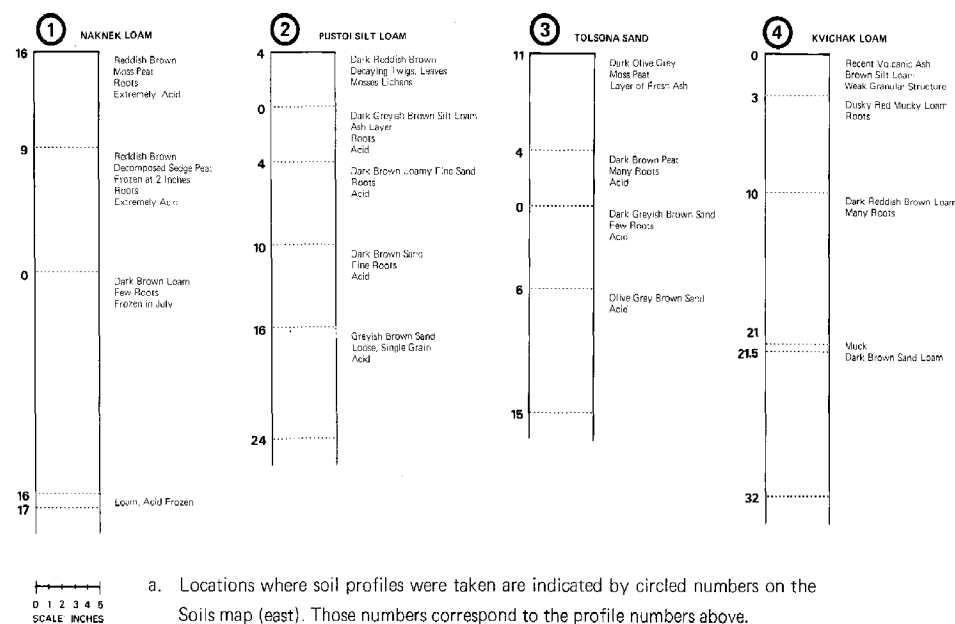 1
NAKNEK LOAM
16
Reddish Brown
Moss Peat
Roots
Extremely Acid
9
Reddish Brown
Decomposed Sedge Peat
Frozen at 2 Inches
Roots
Extremely Acid
0
Dark Brown Loam
Few Roots
Frozen in July
16
17
Loam, Acid Frozen
2
PUSTOI SILT LOAM
4
Dark Reddish Brown
Decaying Twigs, Leaves
Mosses Lichens
0
Dark Greyish Brown Silt Loam
Ash Layer
Roots
Acid
4
Dark Brown Loamy Fine Sand
Roots
Acid
10
Dark Brown Sand
Fine Roots
Acid
16
Greyish Brown Sand
Loose, Single Grain
Acid
24
3
TOLSONA SAND
11
Dark Olive Grey
Moss Peat
Layer of Fresh Ash
4
Dark Brown Peat
Many Roots
Acid
0
Dark Greyish Brown Sand
Few Roots
Acid
6
Olive Gray Brown Sand
Acid
15
4
KVICHAK LOAM
0
Recent Volcanic Ash
Brown Silt Loam
Weak Granular Structure
3
Dusky Red Mucky Loam
Roots
10
Dark Reddish Brown Loam
Many Roots
21
Muck
21.5
Dark Brown Sand Loam
32
0 1 2 3 4 5
SCALE: INCHES
a. Locations where soil profiles were taken are indicated by circled numbers on the
Soils map (east). Those numbers correspond to the profile numbers above.